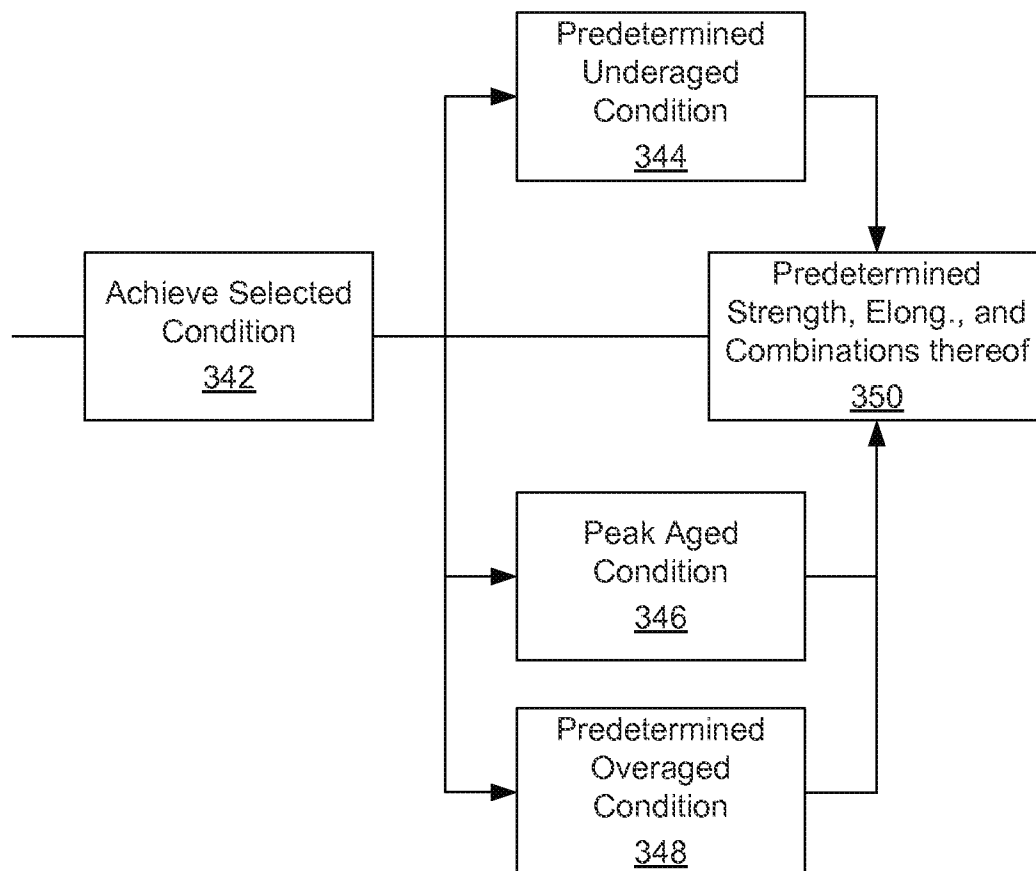 Predetermined
Underaged
Condition
344
Achieve Selected
Condition
342
Predetermined
Strength, Elong., and
Combinations thereof
350
Peak Aged
Condition
346
Predetermined
Overaged
Condition
348